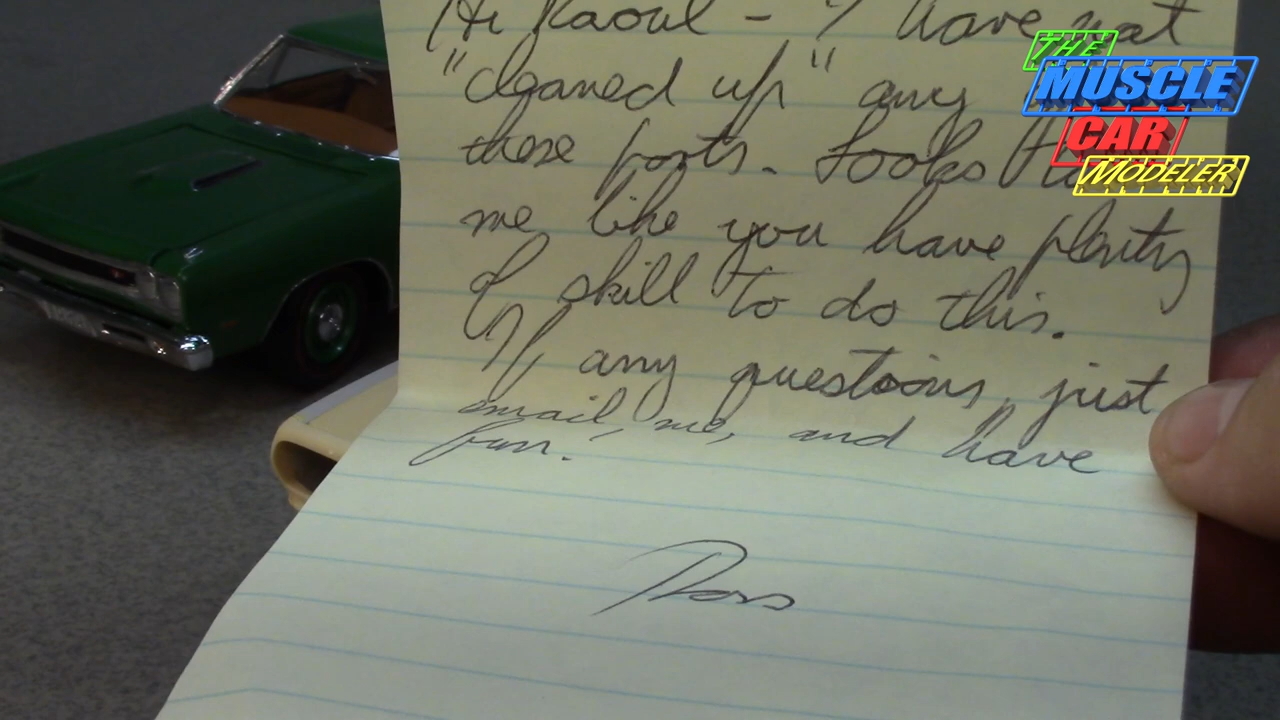 Hi Raoul - I have not
"cleaned up" any
these parts. Looks
me like you have plenty
of skill to do this.
If any questions, just
email me, and have
fun.
Ross
THE
MUSCLE
CAR
MODELER